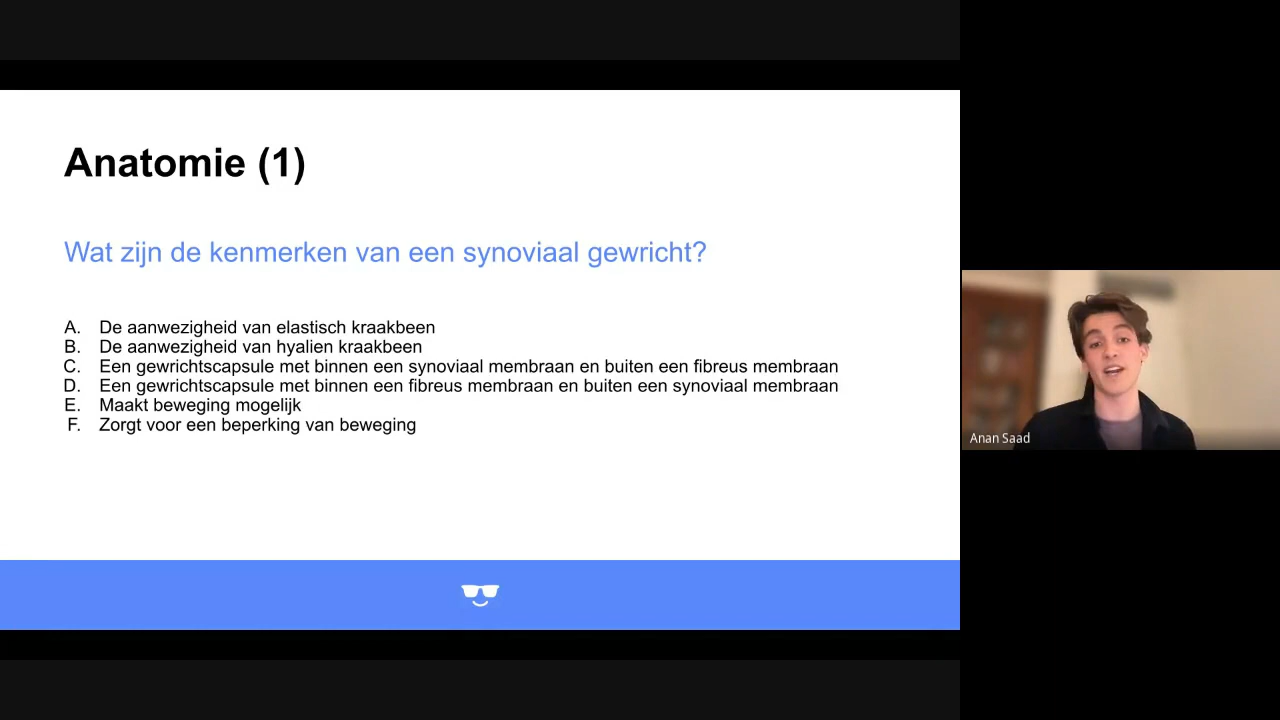 Anatomie (1)
Wat zijn de kenmerken van een synoviaal gewricht?
A. De aanwezigheid van elastisch kraakbeen
B. De aanwezigheid van hyalien kraakbeen
C. Een gewrichtscapsule met binnen een synoviaal membraan en buiten een fibreus membraan
D. Een gewrichtscapsule met binnen een fibreus membraan en buiten een synoviaal membraan
E. Maakt beweging mogelijk
F. Zorgt voor een beperking van beweging
Anan Saad